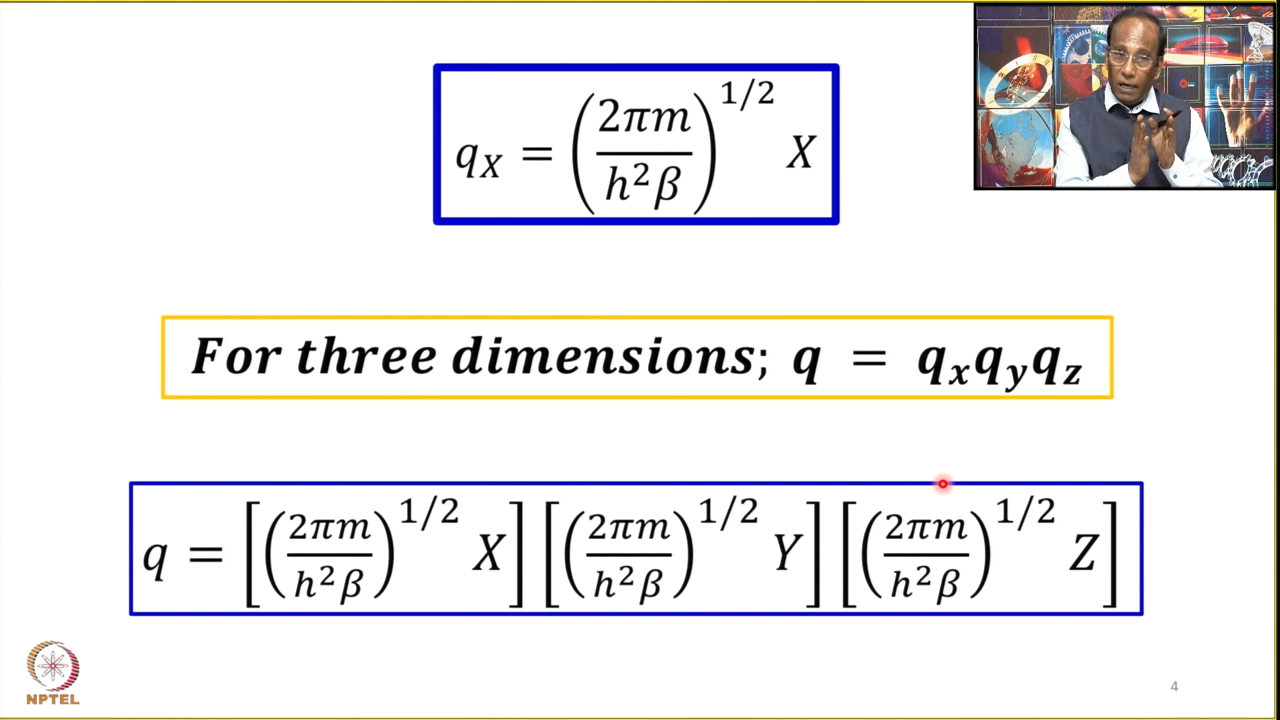 q_X = (2πm / h²β)^{1/2} X
For three dimensions; q = q_x q_y q_z
q = [(2πm / h²β)^{1/2} X] [(2πm / h²β)^{1/2} Y] [(2πm / h²β)^{1/2} Z]
NPTEL
4